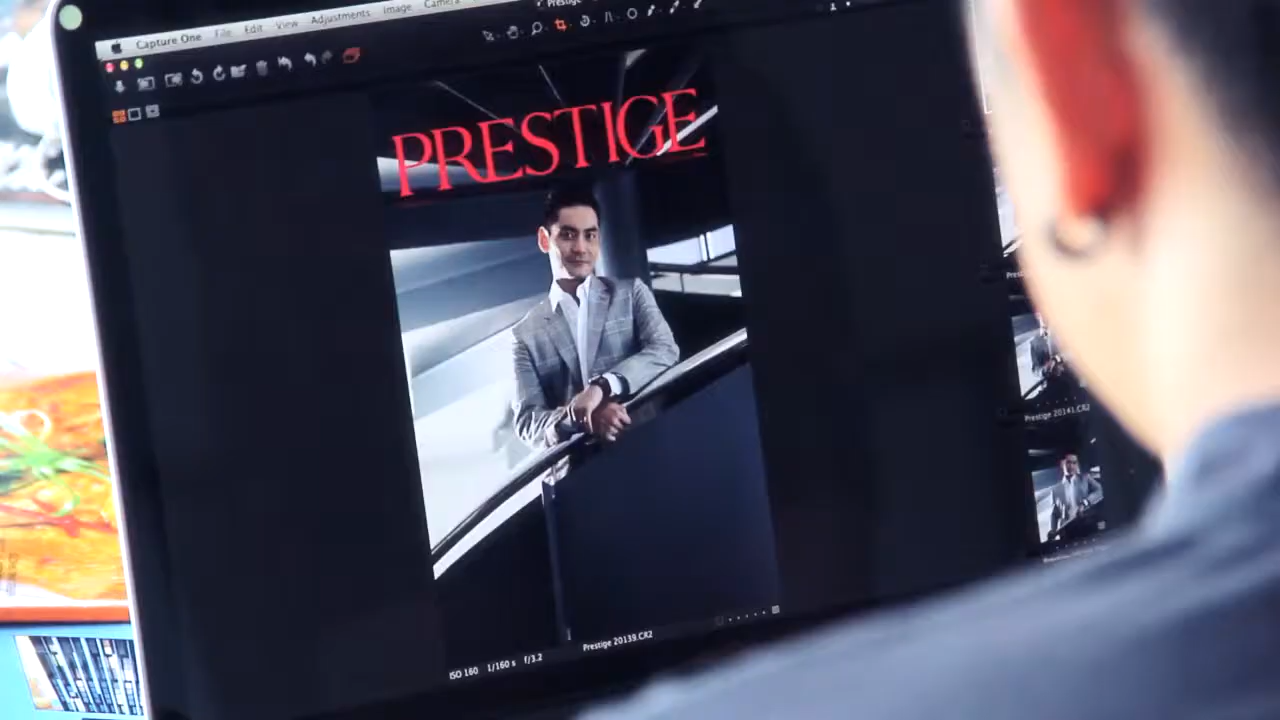 Capture One File Edit View Adjustments Image Camera
Prestige
PRESTIGE
Prestige 20141.CR2
ISO 160 1/160 s f/3.2
Prestige 20139.CR2